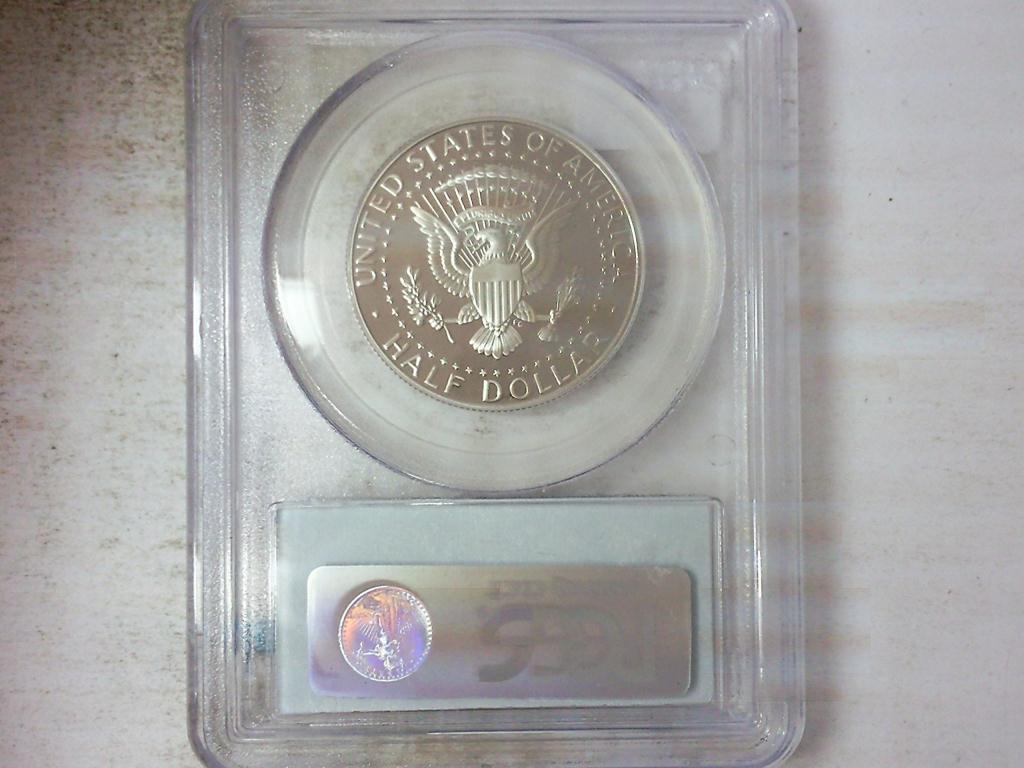 UNITED STATES OF AMERICA
HALF DOLLAR